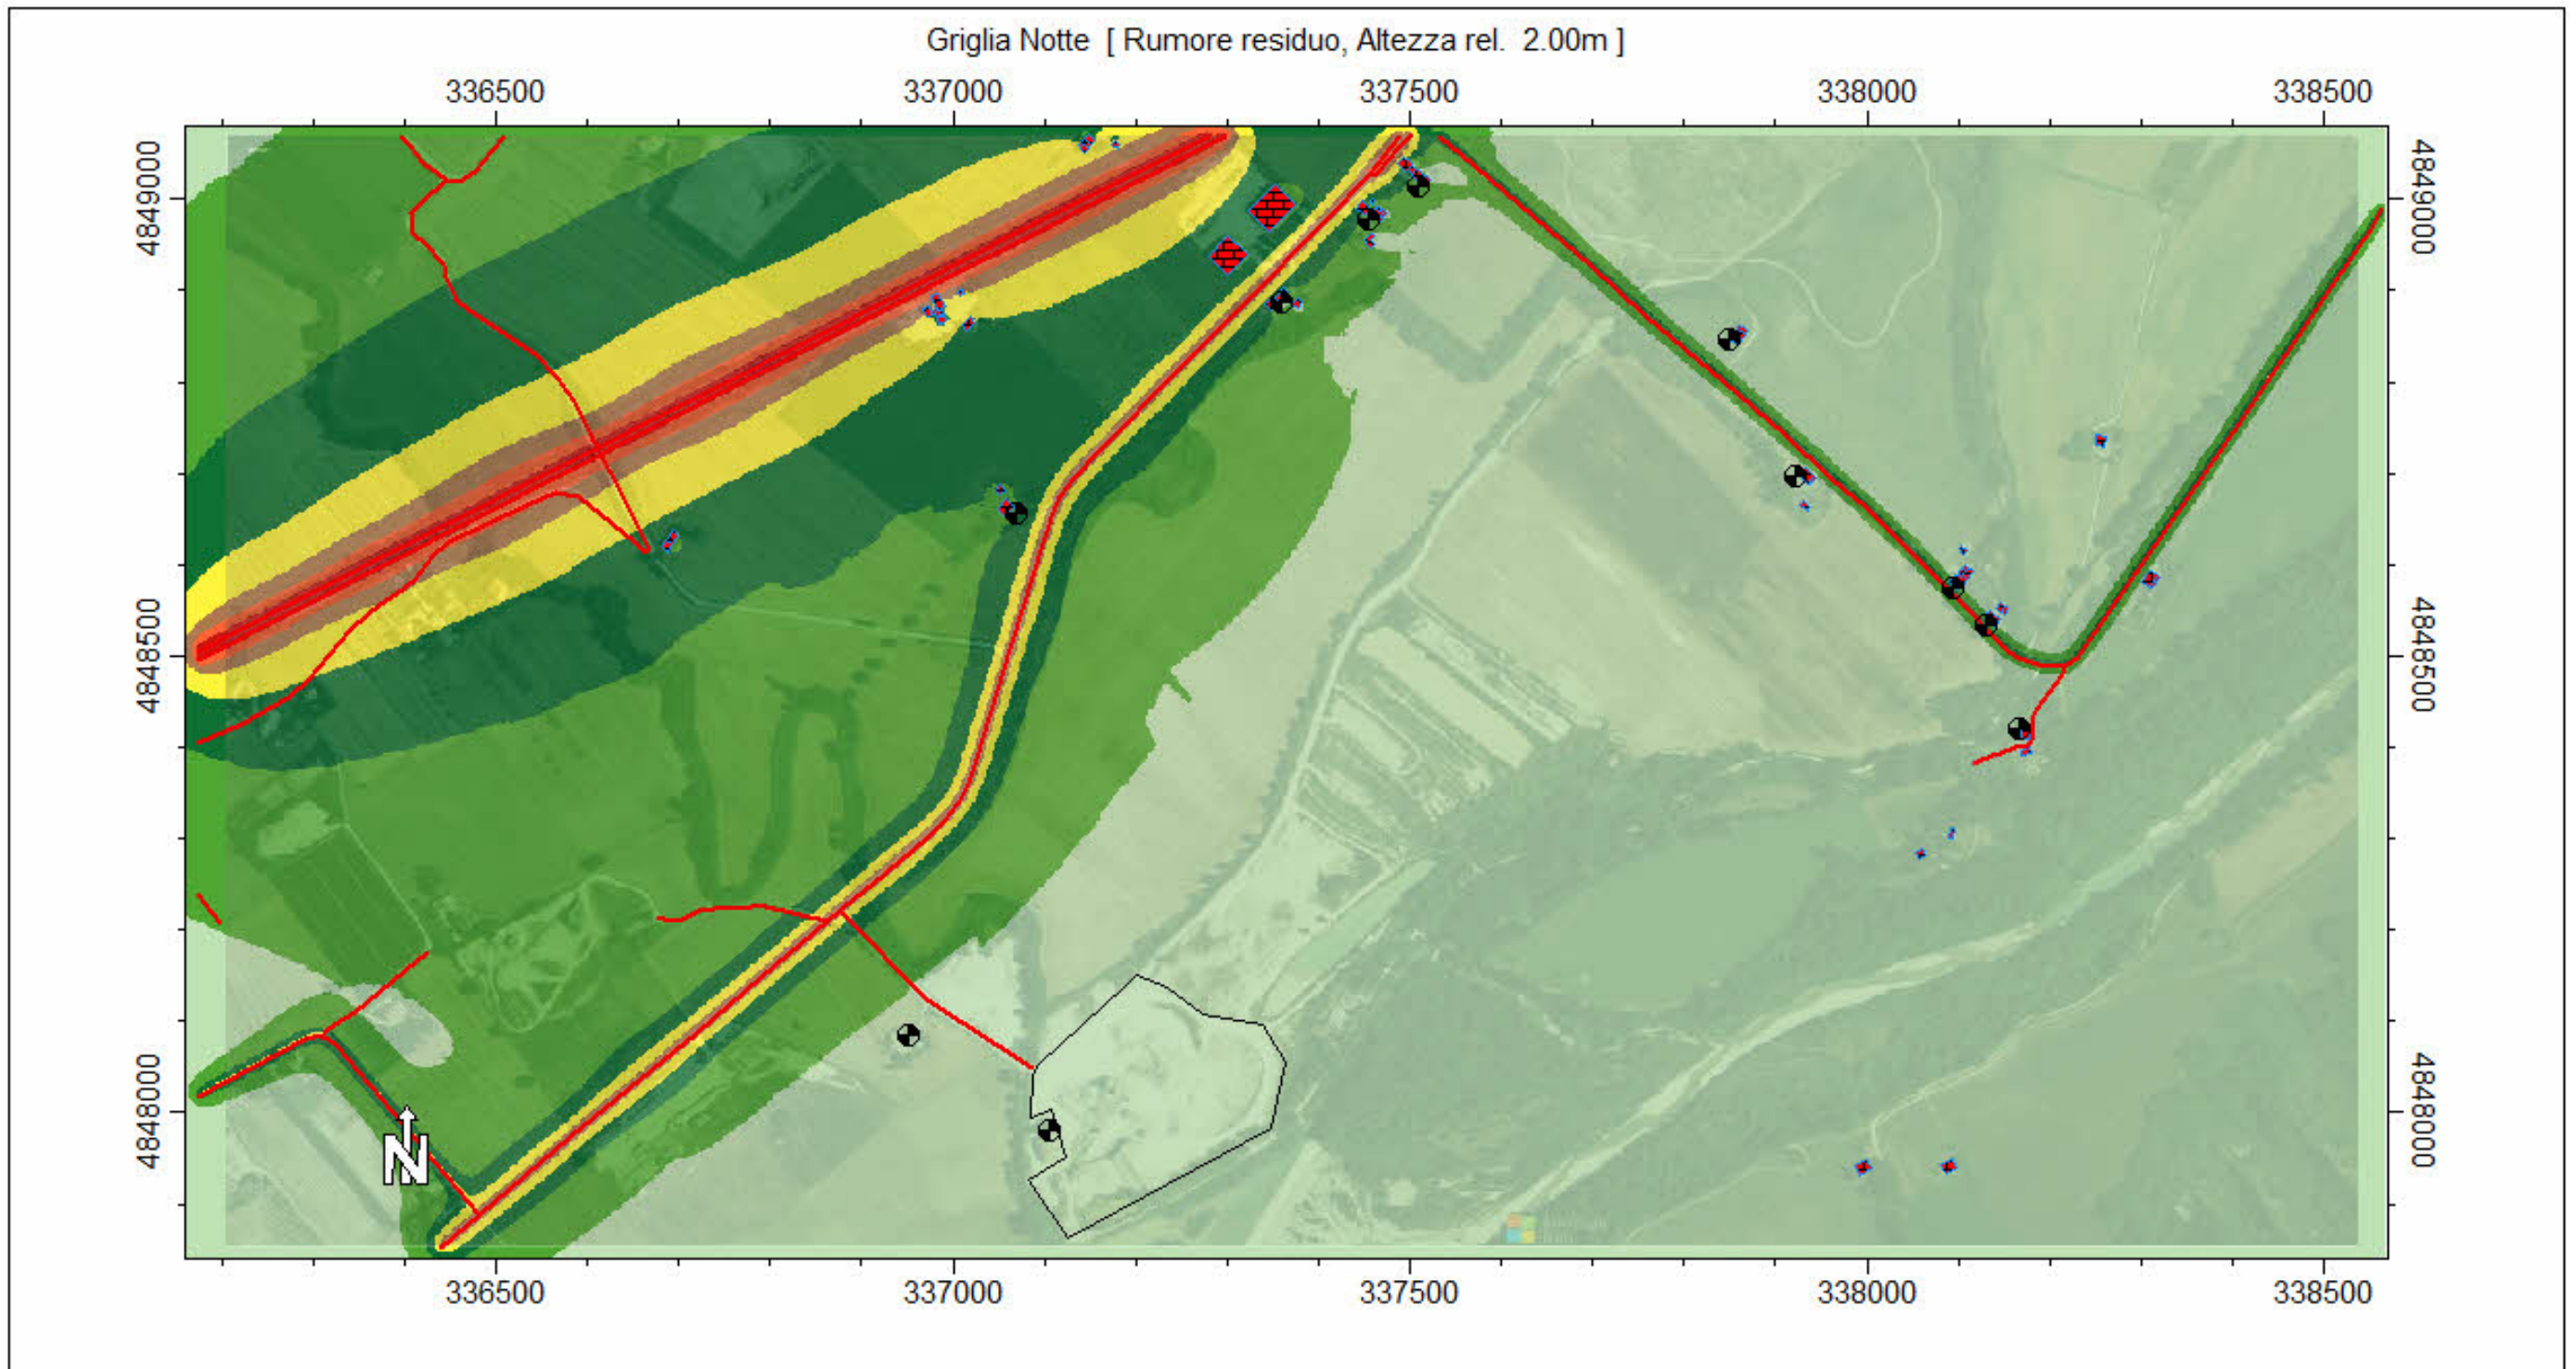 Griglia Notte [ Rumore residuo, Altezza rel. 2.00m ]
336500 337000 337500 338000 338500
4849000 4849000
4848500 4848500
4848000 4848000
N
336500 337000 337500 338000 338500